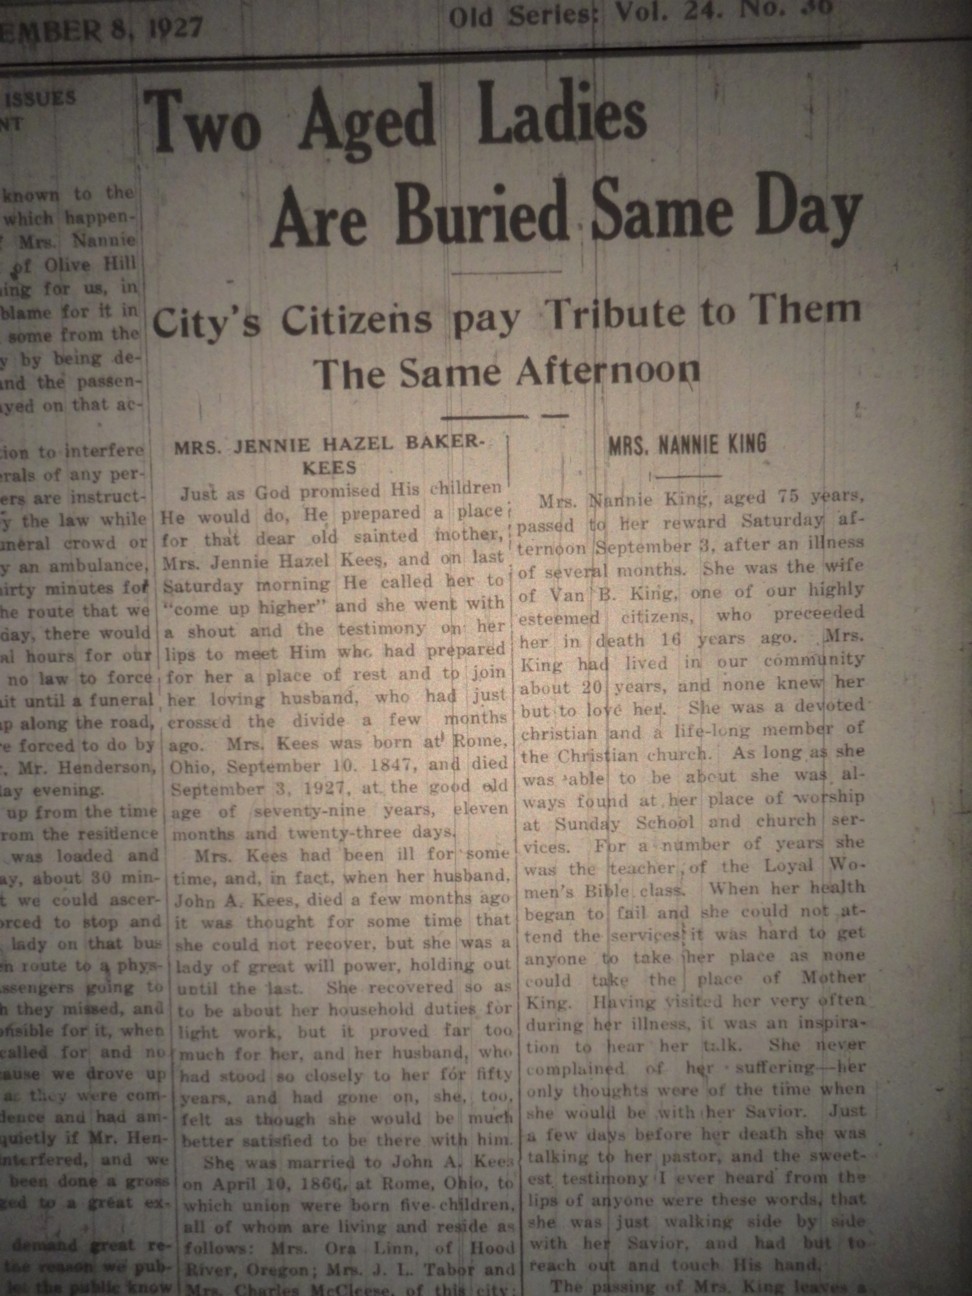 EMBER 8, 1927
Old Series: Vol. 24. No. 36
ISSUES
NT
known to the
which happen-
Mrs. Nannie
of Olive Hill
ing for us, in
blame for it in
some from the
y by being de-
and the passen-
ayed on that ac-
tion to interfere
erals of any per-
ers are instruct-
y the law while
uneral crowd or
y an ambulance,
irty minutes for
he route that we
day, there would
al hours for our
no law to force
it until a funeral
p along the road,
e forced to do by
, Mr. Henderson,
day evening.
up from the time
rom the residence
was loaded and
ay, about 30 min-
t we could ascer-
orced to stop and
lady on that bus
n route to a phys-
ssengers going to
h they missed, and
onsible for it, when
called for and no
ause we drove up
as they were com-
dence and had am-
quietly if Mr. Hen-
nterfered, and we
been done a gross
ged to a great ex-
demand great re-
the reason we pub-
the public know
Two Aged Ladies
Are Buried Same Day
City's Citizens pay Tribute to Them
The Same Afternoon
MRS. JENNIE HAZEL BAKER-
KEES
Just as God promised His children
He would do, He prepared a place
for that dear old sainted mother,
Mrs. Jennie Hazel Kees, and on last
Saturday morning He called her to
"come up higher" and she went with
a shout and the testimony on her
lips to meet Him who had prepared
for her a place of rest and to join
her loving husband, who had just
crossed the divide a few months
ago. Mrs. Kees was born at Rome,
Ohio, September 10. 1847, and died
September 3, 1927, at the good old
age of seventy-nine years, eleven
months and twenty-three days.
Mrs. Kees had been ill for some
time, and, in fact, when her husband,
John A. Kees, died a few months ago
it was thought for some time that
she could not recover, but she was a
lady of great will power, holding out
until the last. She recovered so as
to be about her household duties for
light work, but it proved far too
much for her, and her husband, who
had stood so closely to her for fifty
years, and had gone on, she, too,
felt as though she would be much
better satisfied to be there with him.
She was married to John A. Kees
on April 10, 1866, at Rome, Ohio, to
which union were born five children,
all of whom are living and reside as
follows: Mrs. Ora Linn, of Hood
River, Oregon; Mrs. J. L. Tabor and
Mrs. Charles McCleese, of this city;
MRS. NANNIE KING
Mrs. Nannie King, aged 75 years,
passed to her reward Saturday af-
ternoon September 3, after an illness
of several months. She was the wife
of Van B. King, one of our highly
esteemed citizens, who preceeded
her in death 16 years ago. Mrs.
King had lived in our community
about 20 years, and none knew her
but to love her. She was a devoted
christian and a life-long member of
the Christian church. As long as she
was able to be about she was al-
ways found at her place of worship
at Sunday School and church ser-
vices. For a number of years she
was the teacher of the Loyal Wo-
men's Bible class. When her health
began to fail and she could not at-
tend the services it was hard to get
anyone to take her place as none
could take the place of Mother
King. Having visited her very often
during her illness, it was an inspira-
tion to hear her talk. She never
complained of her suffering—her
only thoughts were of the time when
she would be with her Savior. Just
a few days before her death she was
talking to her pastor, and the sweet-
est testimony I ever heard from the
lips of anyone were these words, that
she was just walking side by side
with her Savior, and had but to
reach out and touch His hand.
The passing of Mrs. King leaves a